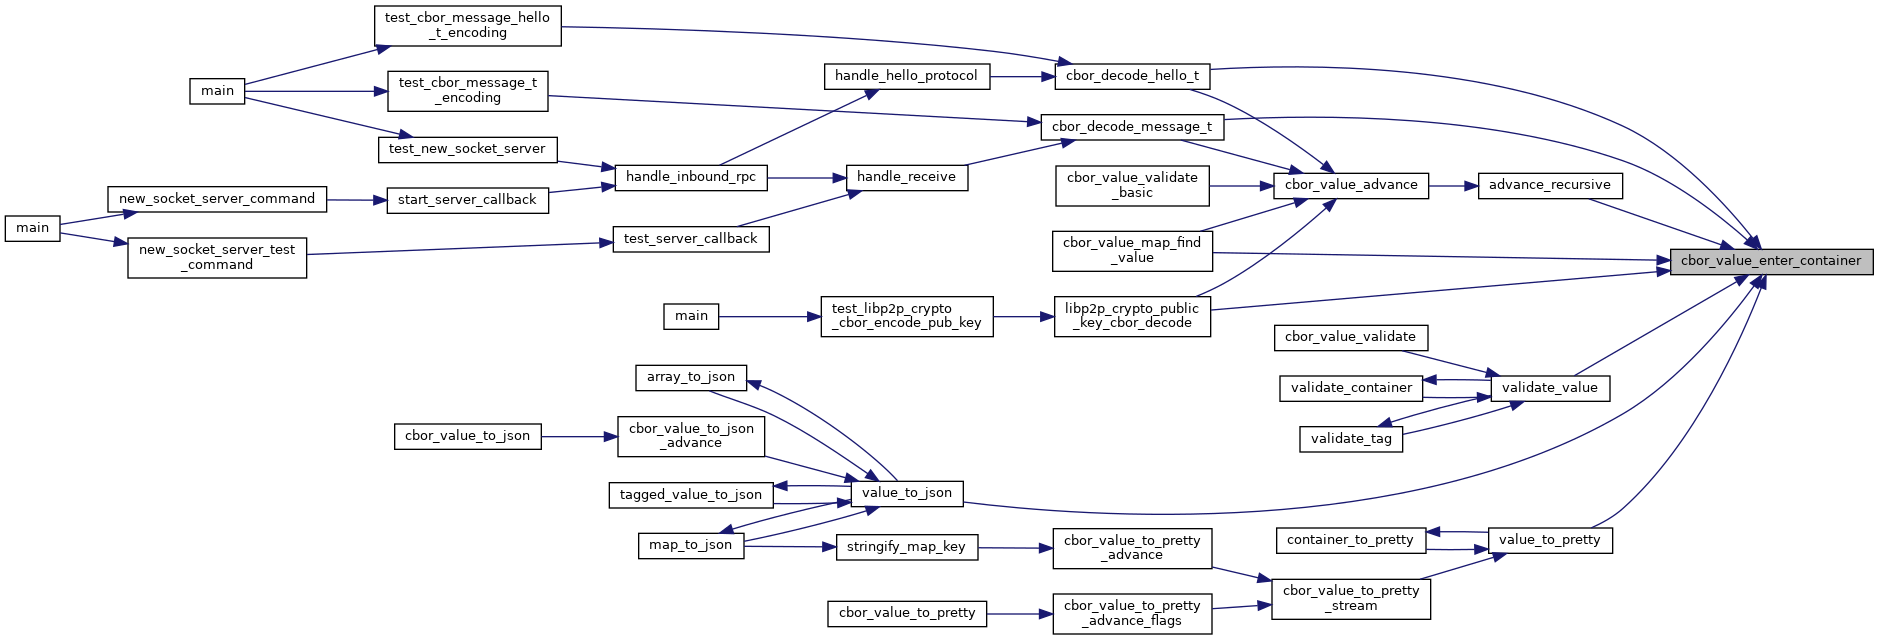 test_cbor_message_hello
_t_encoding
main
test_cbor_message_t
_encoding
test_new_socket_server
handle_hello_protocol
cbor_decode_hello_t
cbor_decode_message_t
handle_inbound_rpc
handle_receive
cbor_value_validate
_basic
cbor_value_advance
advance_recursive
new_socket_server_command
start_server_callback
main
new_socket_server_test
_command
test_server_callback
cbor_value_map_find
_value
cbor_value_enter_container
main
test_libp2p_crypto
_cbor_encode_pub_key
libp2p_crypto_public
_key_cbor_decode
cbor_value_validate
validate_container
validate_value
validate_tag
array_to_json
cbor_value_to_json
cbor_value_to_json
_advance
tagged_value_to_json
value_to_json
map_to_json
stringify_map_key
cbor_value_to_pretty
_advance
container_to_pretty
value_to_pretty
cbor_value_to_pretty
_stream
cbor_value_to_pretty
cbor_value_to_pretty
_advance_flags